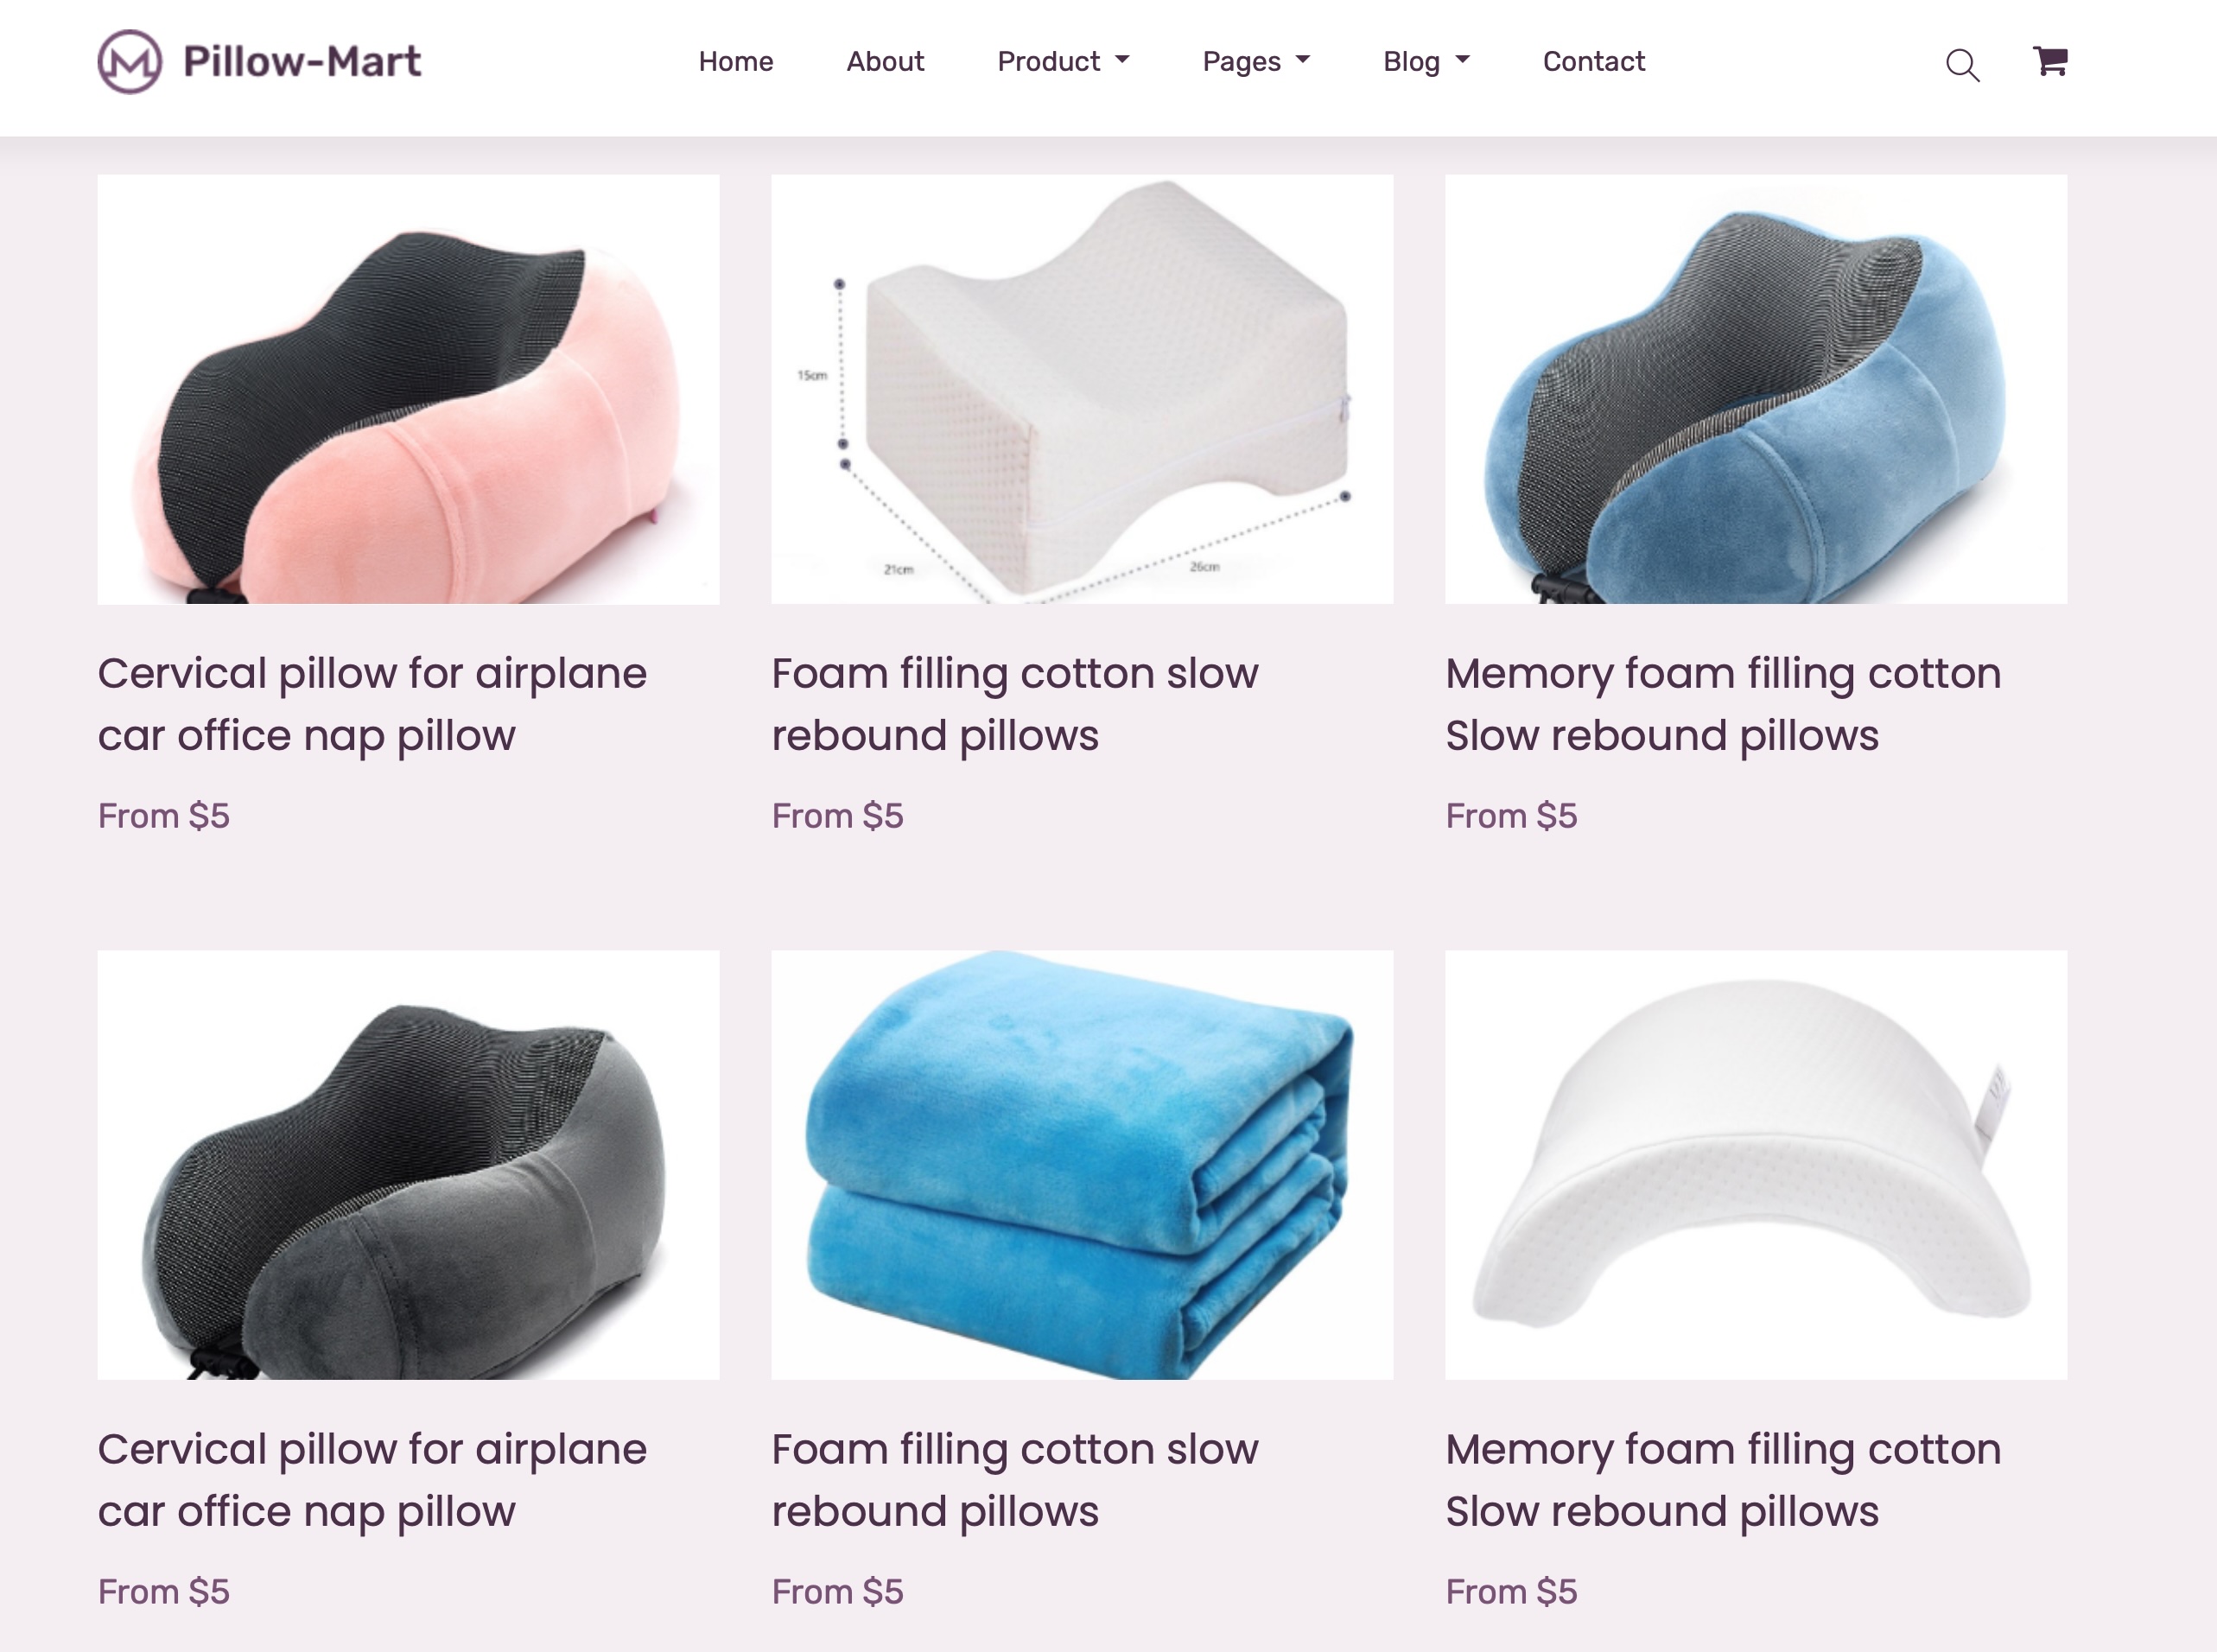 Pillow-Mart
Home About Product Pages Blog Contact
15cm
21cm
26cm
Cervical pillow for airplane
car office nap pillow
From $5
Foam filling cotton slow
rebound pillows
From $5
Memory foam filling cotton
Slow rebound pillows
From $5
Cervical pillow for airplane
car office nap pillow
From $5
Foam filling cotton slow
rebound pillows
From $5
Memory foam filling cotton
Slow rebound pillows
From $5